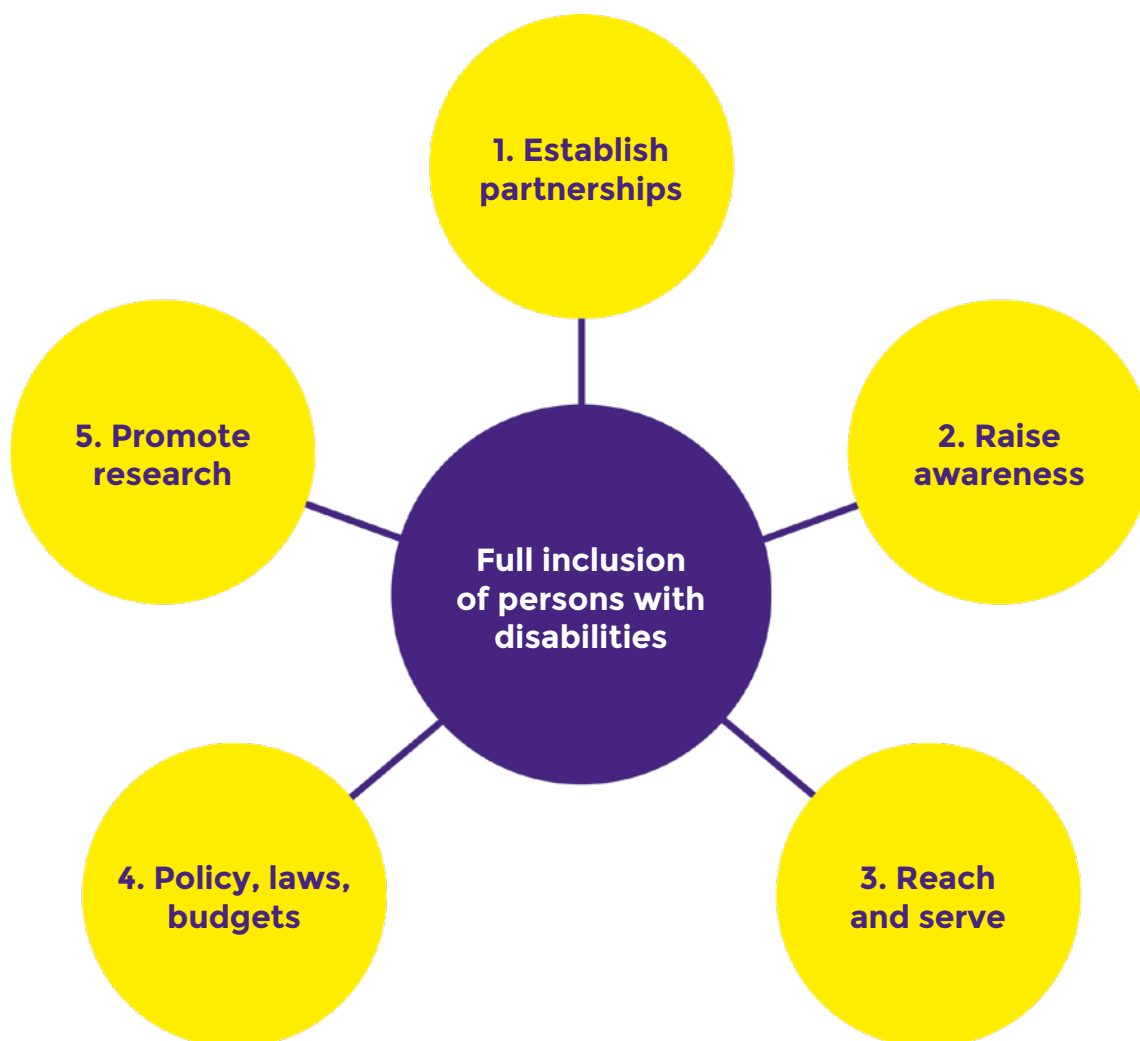 1. Establish
partnerships
2. Raise
awareness
3. Reach
and serve
4. Policy, laws,
budgets
5. Promote
research
Full inclusion
of persons with
disabilities